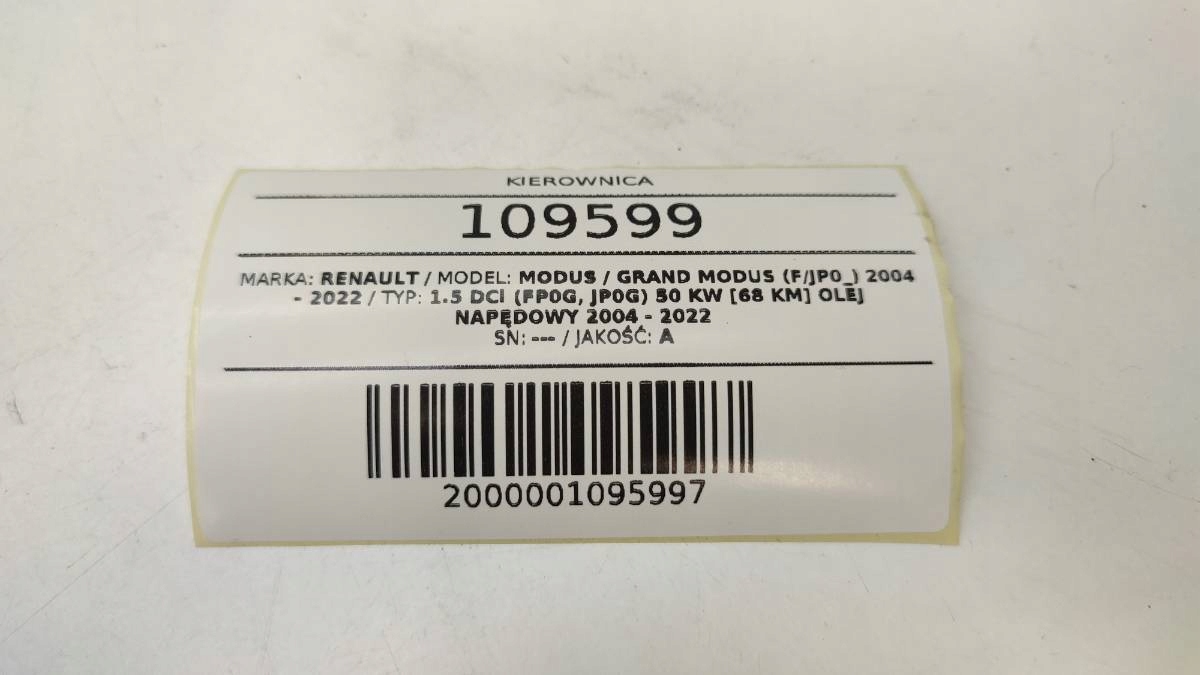 KIEROWNICA
109599
MARKA: RENAULT / MODEL: MODUS / GRAND MODUS (F/JP0_) 2004
- 2022 / TYP: 1.5 DCI (FP0G, JP0G) 50 KW [68 KM] OLEJ
NAPĘDOWY 2004 - 2022
SN: --- / JAKOŚĆ: A
2000001095997